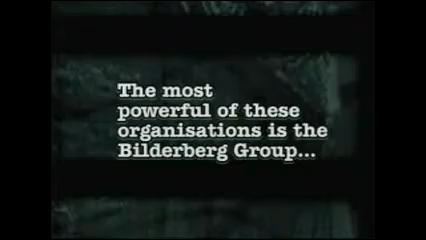 The most
powerful of these
organisations is the
Bilderberg Group...